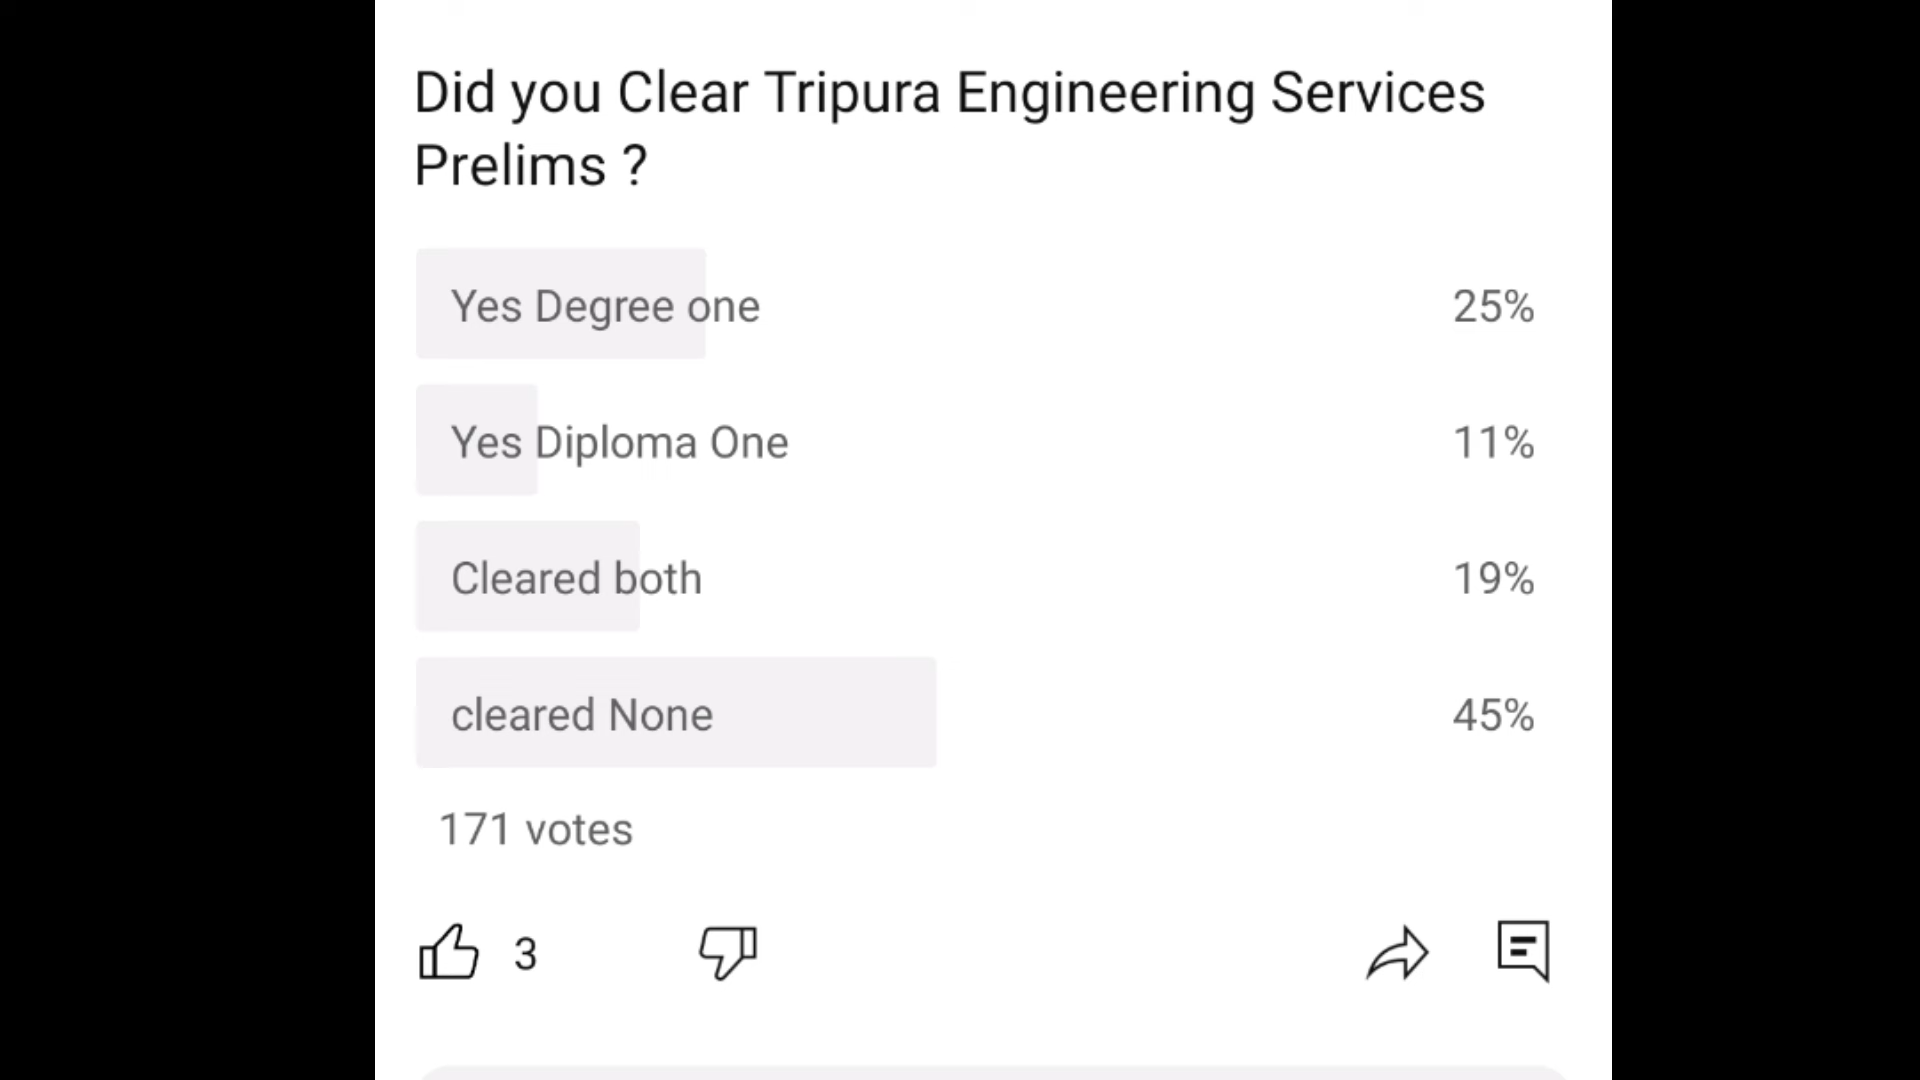 Did you Clear Tripura Engineering Services
Prelims ?
Yes Degree one 25%
Yes Diploma One 11%
Cleared both 19%
cleared None 45%
171 votes
3